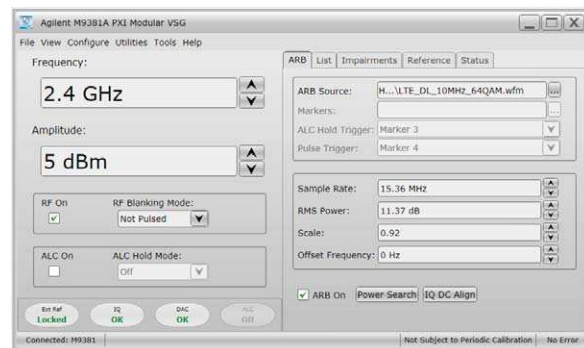 Agilent M9381A PXI Modular VSG
File View Configure Utilities Tools Help
Frequency:
2.4 GHz
Amplitude:
5 dBm
RF On
RF Blanking Mode:
Not Pulsed
ALC On
ALC Hold Mode:
Off
Ext Ref
Locked
IQ
OK
DAC
OK
ALC
Off
ARB List Impairments Reference Status
ARB Source: H...\LTE_DL_10MHz_64QAM.wfm ...
Markers: ...
ALC Hold Trigger: Marker 3
Pulse Trigger: Marker 4
Sample Rate: 15.36 MHz
RMS Power: 11.37 dB
Scale: 0.92
Offset Frequency: 0 Hz
ARB On Power Search IQ DC Align
Connected: M9381 Not Subject to Periodic Calibration No Error